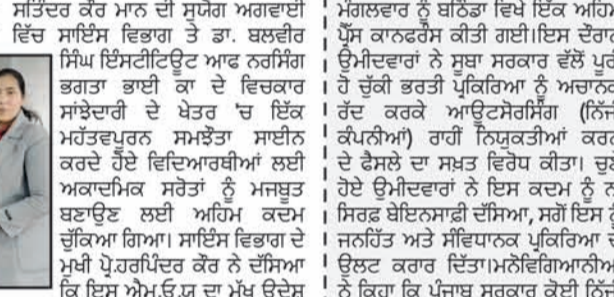 ਸਤਿੰਦਰ ਕੌਰ ਮਾਨ ਦੀ ਸੁਯੋਗ ਅਗਵਾਈ
ਵਿੱਚ ਸਾਇੰਸ ਵਿਭਾਗ ਤੇ ਡਾ. ਬਲਵੀਰ
ਸਿੰਘ ਇੰਸਟੀਟਿਊਟ ਆਫ ਨਰਸਿੰਗ
ਭਗਤਾ ਭਾਈ ਕਾ ਦੇ ਵਿਚਕਾਰ
ਸਾਂਝੇਦਾਰੀ ਦੇ ਖੇਤਰ 'ਚ ਇੱਕ
ਮਹੱਤਵਪੂਰਨ ਸਮਝੌਤਾ ਸਾਈਨ
ਕਰਦੇ ਹੋਏ ਵਿਦਿਆਰਥੀਆਂ ਲਈ
ਅਕਾਦਮਿਕ ਸਰੋਤਾਂ ਨੂੰ ਮਜਬੂਤ
ਬਣਾਉਣ ਲਈ ਅਹਿਮ ਕਦਮ
ਚੁੱਕਿਆ ਗਿਆ। ਸਾਇੰਸ ਵਿਭਾਗ ਦੇ
ਮੁਖੀ ਪ੍ਰੋ.ਹਰਪਿੰਦਰ ਕੌਰ ਨੇ ਦੱਸਿਆ
ਕਿ ਇਸ ਐਮ.ਓ.ਯੂ ਦਾ ਮੁੱਖ ਉਦੇਸ਼
ਮੰਗਲਵਾਰ ਨੂੰ ਬਠਿੰਡਾ ਵਿਖੇ ਇੱਕ
ਪ੍ਰੈੱਸ ਕਾਨਫਰੰਸ ਕੀਤੀ ਗਈ।ਇਸ ਦੌਰਾਨ
ਉਮੀਦਵਾਰਾਂ ਨੇ ਸੂਬਾ ਸਰਕਾਰ ਵੱਲੋਂ
ਹੋ ਚੁੱਕੀ ਭਰਤੀ ਪ੍ਰਕਿਰਿਆ ਨੂੰ ਅਚਾਨਕ
ਰੱਦ ਕਰਕੇ ਆਊਟਸੋਰਸਿੰਗ
ਕੰਪਨੀਆਂ) ਰਾਹੀਂ ਨਿਯੁਕਤੀਆਂ
ਦੇ ਫੈਸਲੇ ਦਾ ਸਖ਼ਤ ਵਿਰੋਧ ਕੀਤਾ।
ਹੋਏ ਉਮੀਦਵਾਰਾਂ ਨੇ ਇਸ ਕਦਮ ਨੂੰ
ਸਿਰਫ਼ ਬੇਇਨਸਾਫ਼ੀ ਦੱਸਿਆ, ਸਗੋਂ ਇਸ
ਜਨਹਿੱਤ ਅਤੇ ਸੰਵਿਧਾਨਕ ਪ੍ਰਕਿਰਿਆ
ਉਲਟ ਕਰਾਰ ਦਿੱਤਾ।ਮਨੋਵਿਗਿਆਨੀਆਂ
ਨੇ ਕਿਹਾ ਕਿ ਪੰਜਾਬ ਸਰਕਾਰ ਕੋਈ